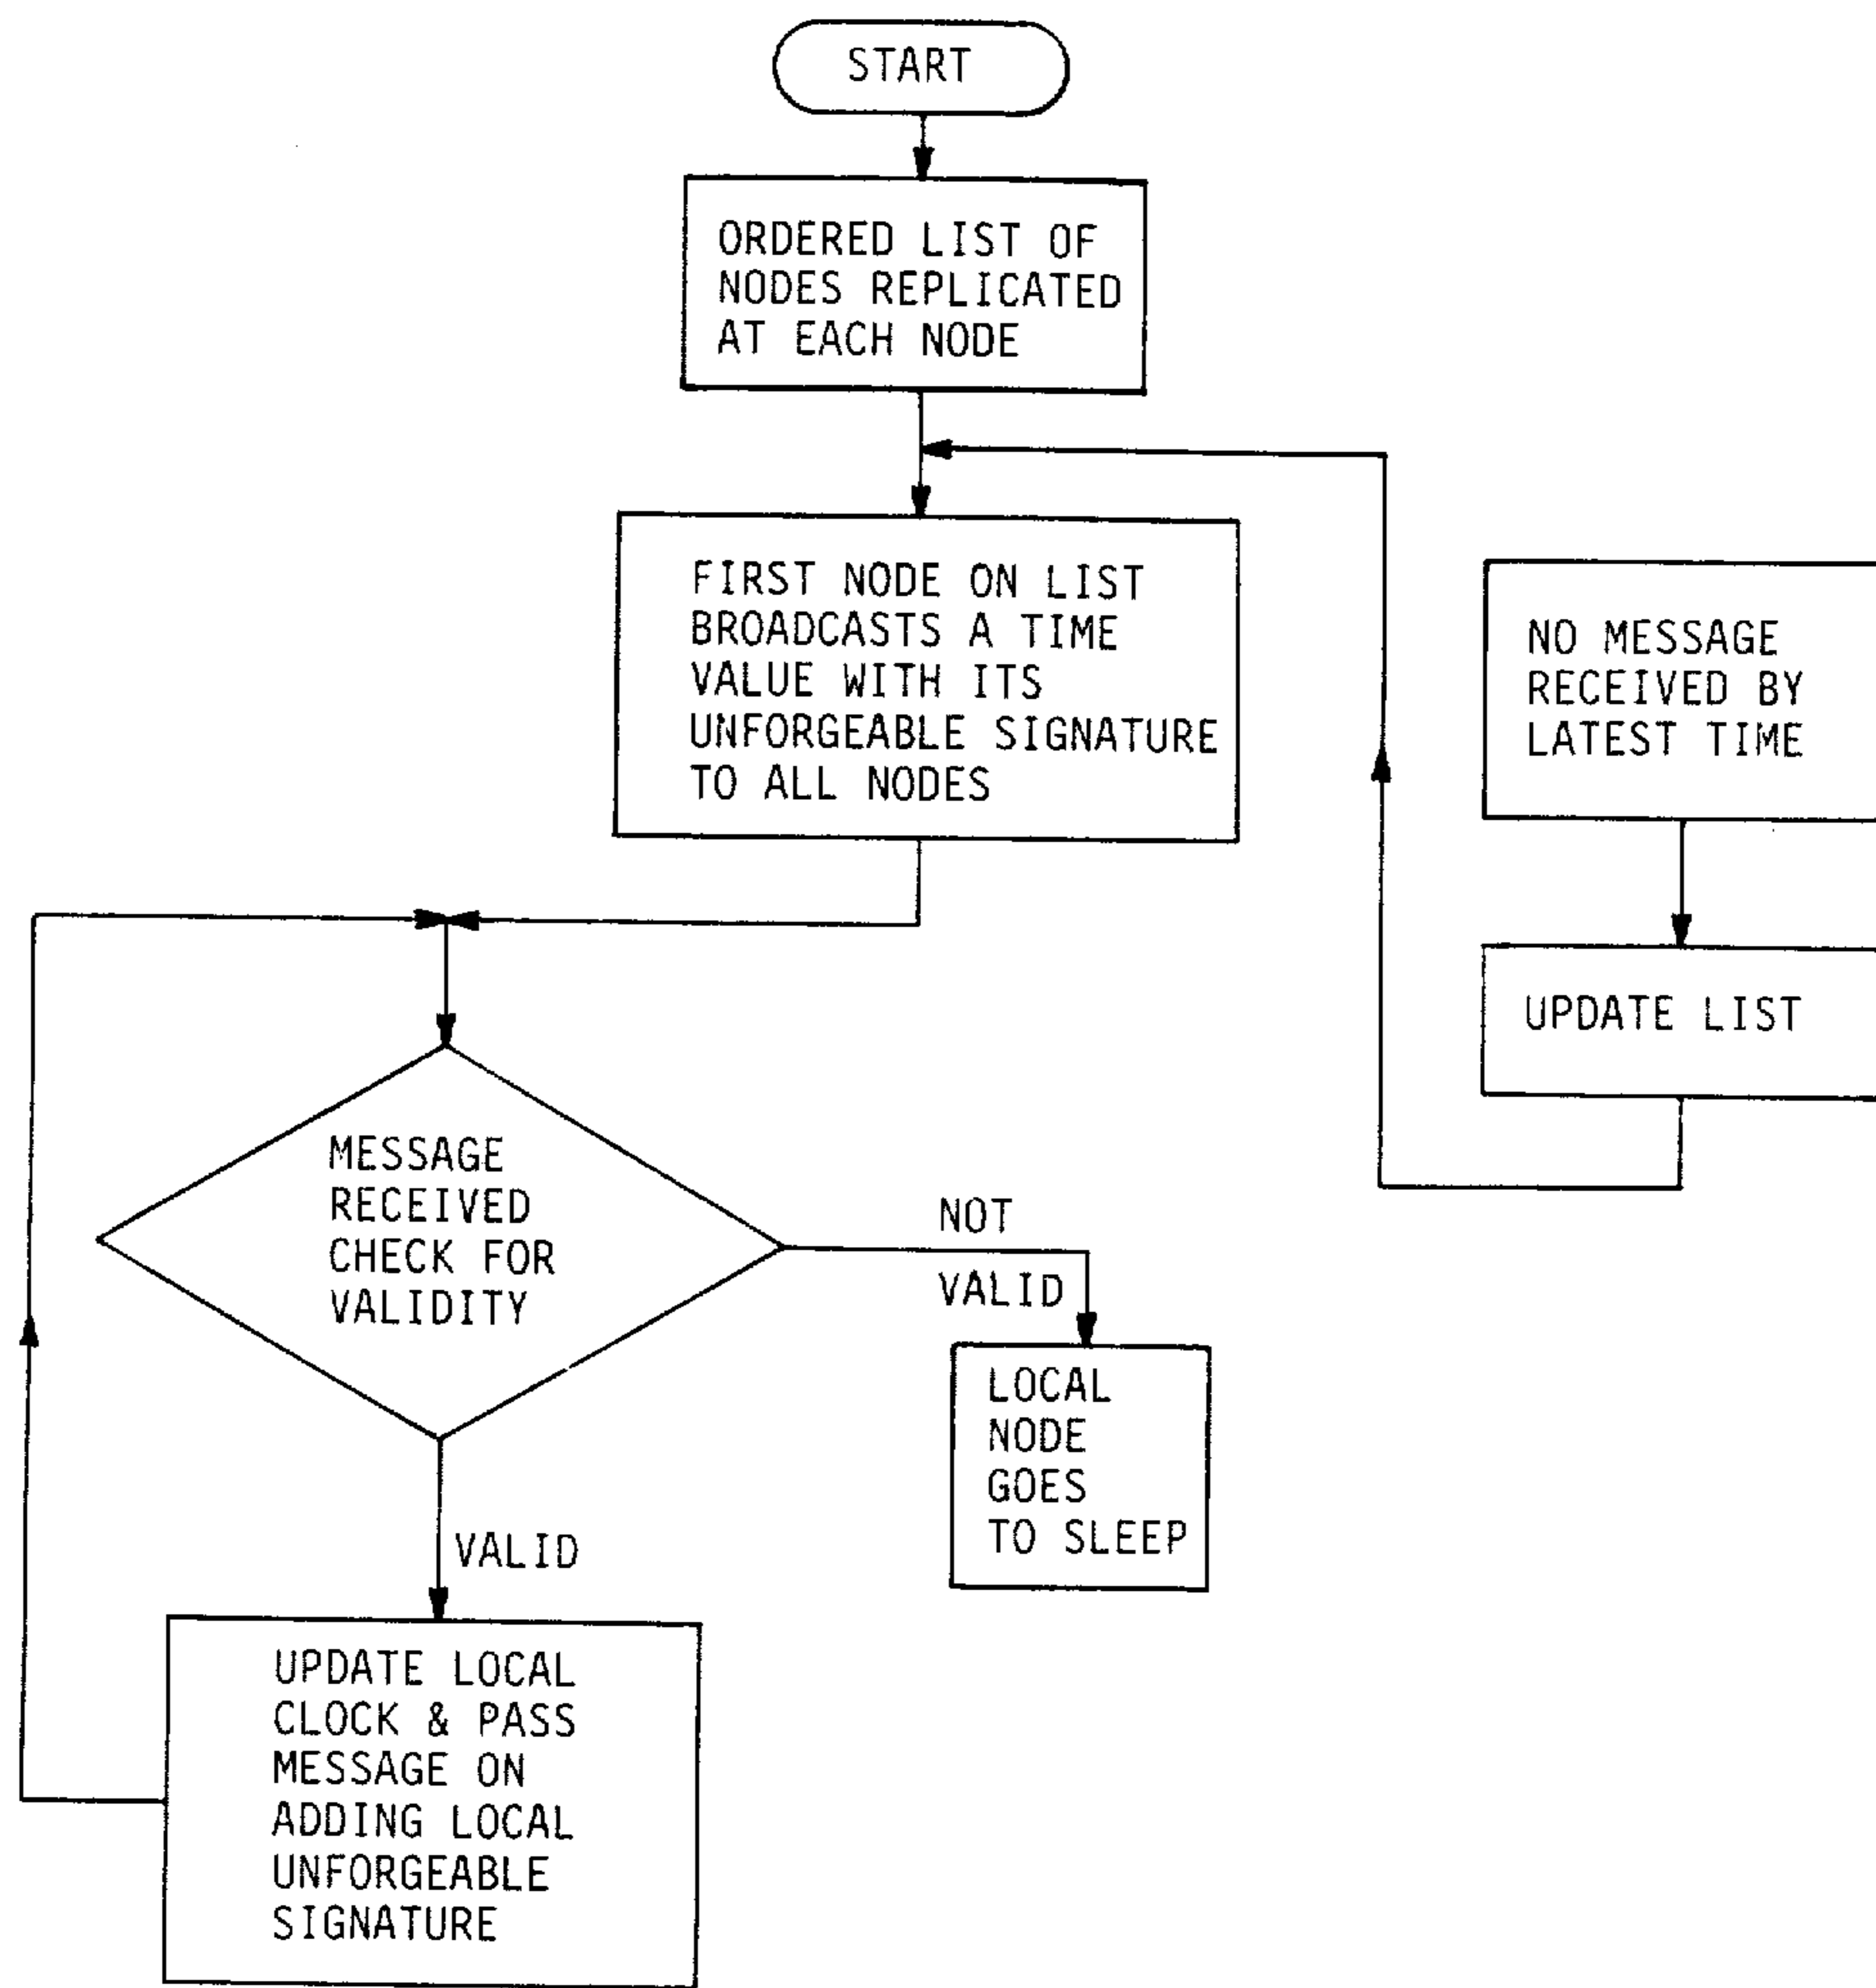 START
ORDERED LIST OF
NODES REPLICATED
AT EACH NODE
FIRST NODE ON LIST
BROADCASTS A TIME
VALUE WITH ITS
UNFORGEABLE SIGNATURE
TO ALL NODES
NO MESSAGE
RECEIVED BY
LATEST TIME
UPDATE LIST
MESSAGE
RECEIVED
CHECK FOR
VALIDITY
NOT
VALID
LOCAL
NODE
GOES
TO SLEEP
VALID
UPDATE LOCAL
CLOCK & PASS
MESSAGE ON
ADDING LOCAL
UNFORGEABLE
SIGNATURE